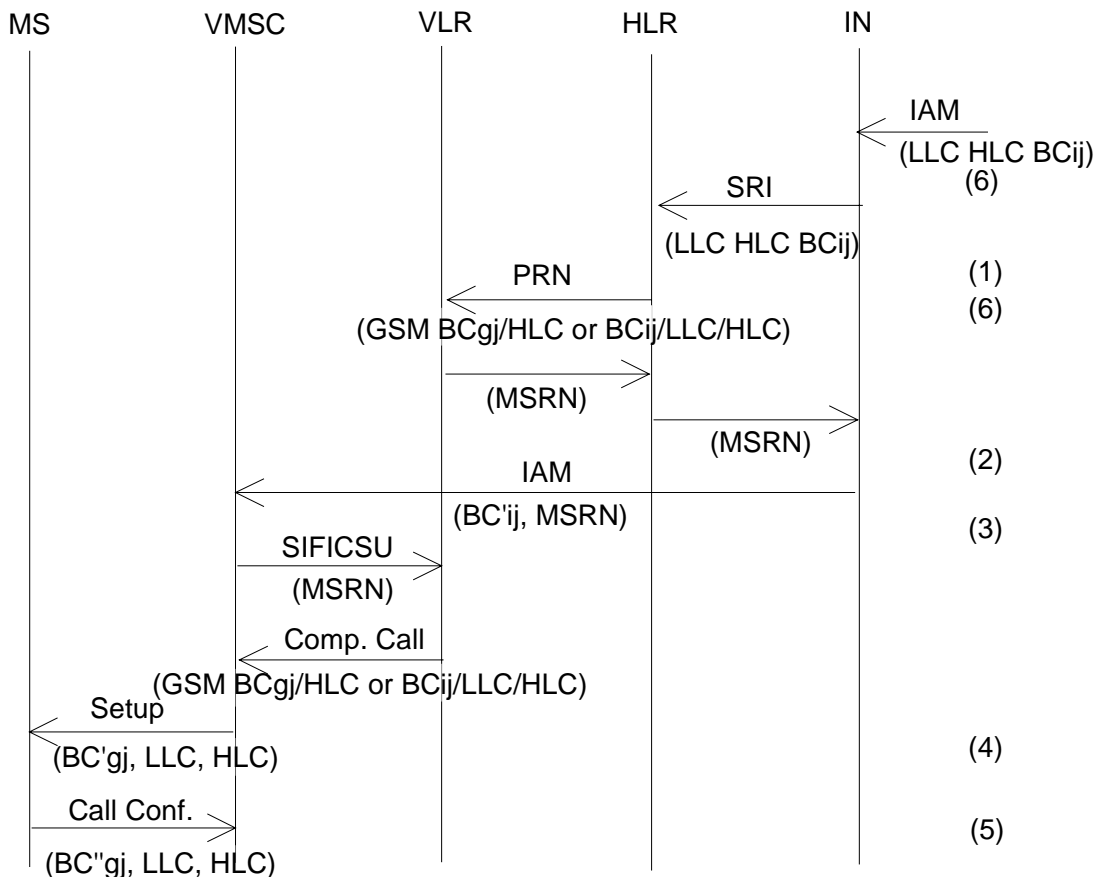 MS VMSC VLR HLR IN
IAM
(LLC HLC BCij)
(6)
SRI
(LLC HLC BCij)
(1)
PRN
(6)
(GSM BCgj/HLC or BCij/LLC/HLC)
(MSRN)
(MSRN)
(2)
IAM
(BC'ij, MSRN)
(3)
SIFICSU
(MSRN)
Comp. Call
(GSM BCgj/HLC or BCij/LLC/HLC)
Setup
(BC'gj, LLC, HLC)
(4)
Call Conf.
(5)
(BC"gj, LLC, HLC)